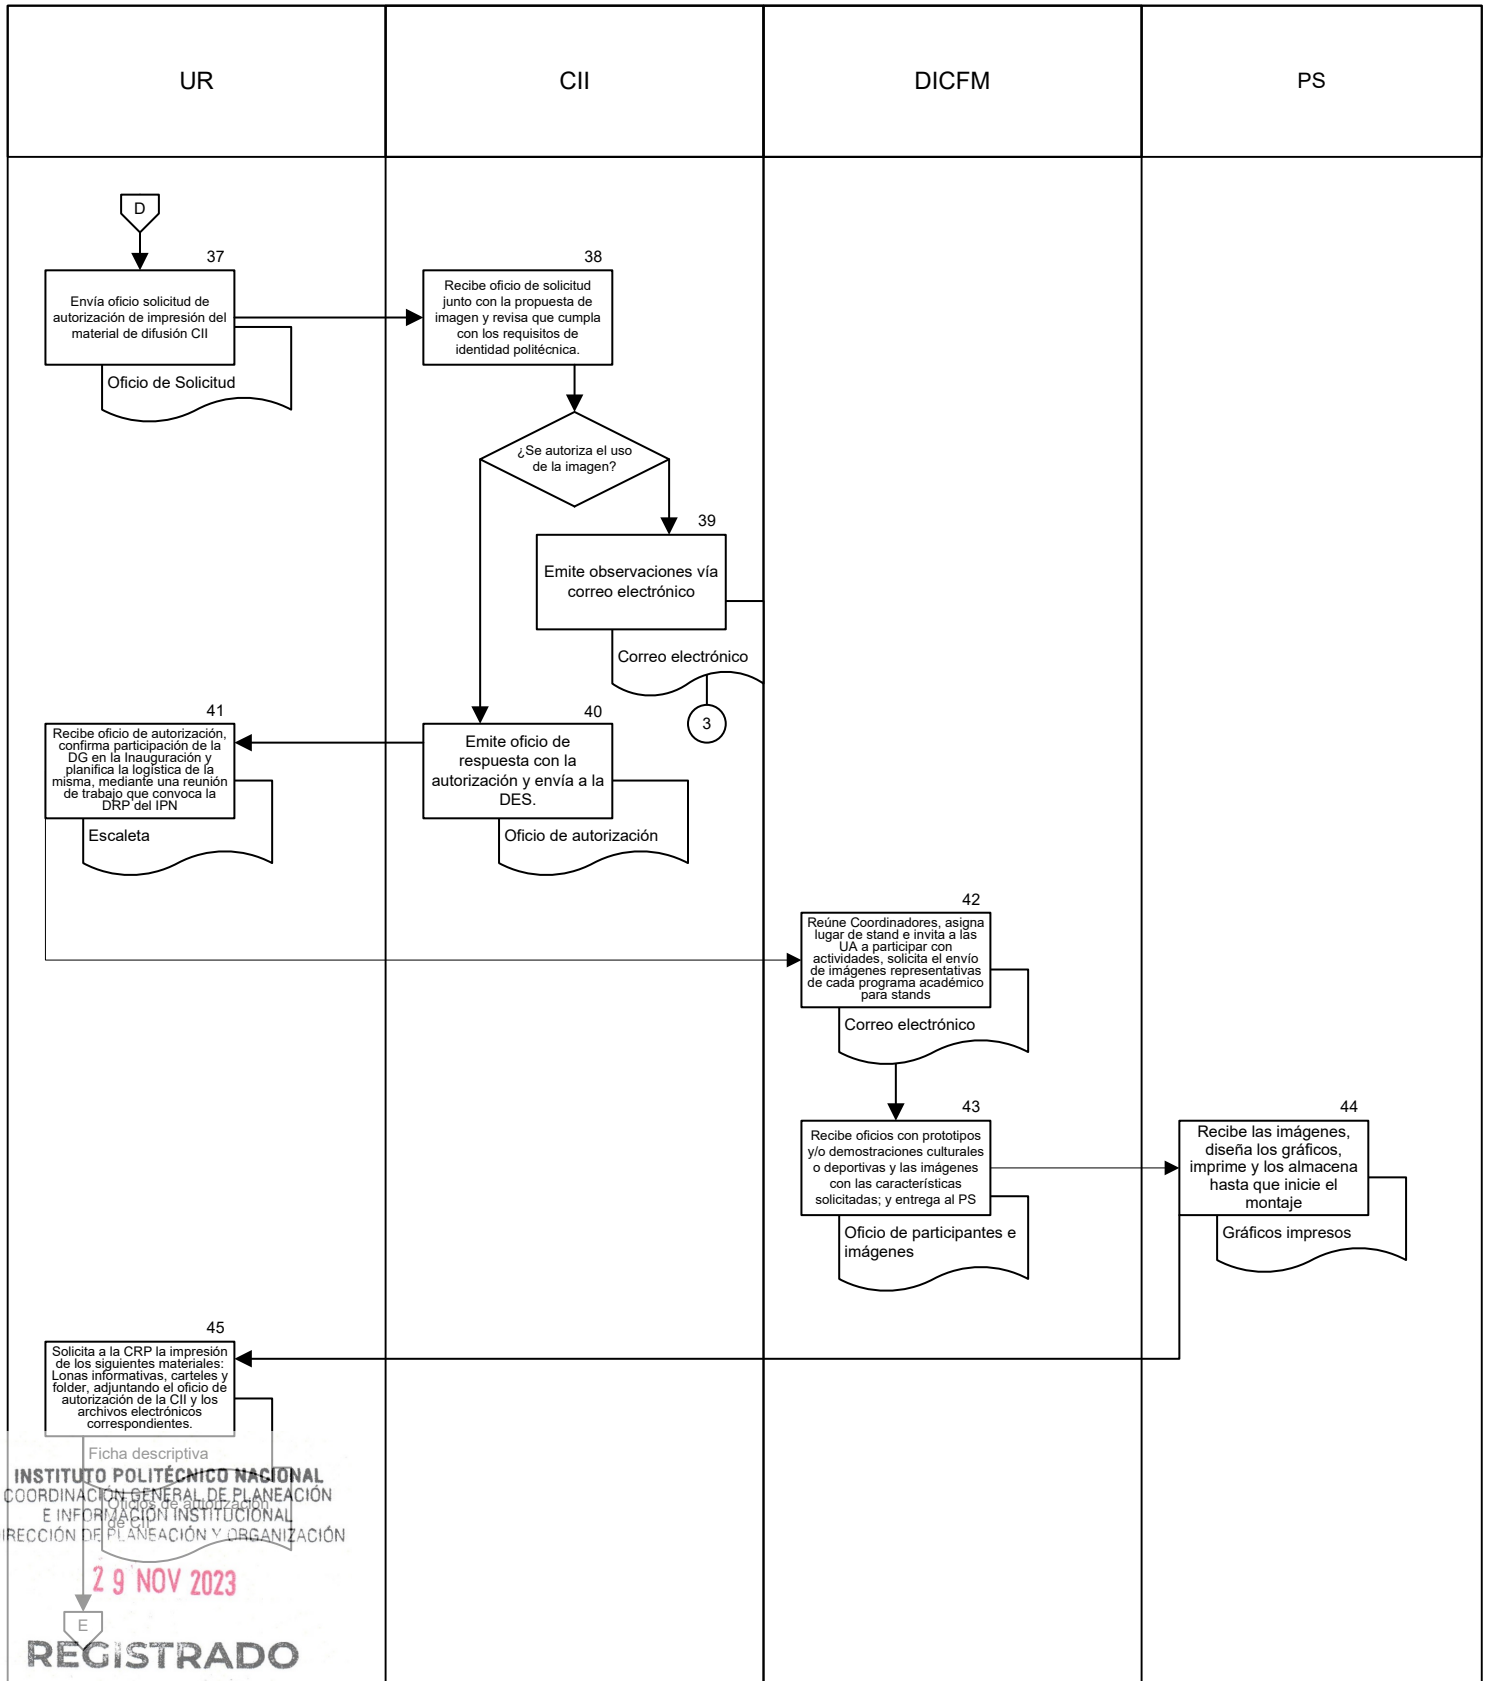 UR
CII
DICFM
PS
D
37
Envía oficio solicitud de
autorización de impresión del
material de difusión CII
Oficio de Solicitud
38
Recibe oficio de solicitud
junto con la propuesta de
imagen y revisa que cumpla
con los requisitos de
identidad politécnica.
¿Se autoriza el uso
de la imagen?
39
Emite observaciones vía
correo electrónico
Correo electrónico
3
41
Recibe oficio de autorización,
confirma participación de la
DG en la Inauguración y
planifica la logística de la
misma, mediante una reunión
de trabajo que convoca la
DRP del IPN
Escaleta
40
Emite oficio de
respuesta con la
autorización y envía a la
DES.
Oficio de autorización
42
Reúne Coordinadores, asigna
lugar de stand e invita a las
UA a participar con
actividades, solicita el envío
de imágenes representativas
de cada programa académico
para stands
Correo electrónico
43
Recibe oficios con prototipos
y/o demostraciones culturales
o deportivas y las imágenes
con las características
solicitadas; y entrega al PS
Oficio de participantes e
imágenes
44
Recibe las imágenes,
diseña los gráficos,
imprime y los almacena
hasta que inicie el
montaje
Gráficos impresos
45
Solicita a la CRP la impresión
de los siguientes materiales:
Lonas informativas, carteles y
folder, adjuntando el oficio de
autorización de la CII y los
archivos electrónicos
correspondientes.
Ficha descriptiva
Oficios de autorización
de CII
INSTITUTO POLITÉCNICO NACIONAL
COORDINACIÓN GENERAL DE PLANEACIÓN
E INFORMACIÓN INSTITUCIONAL
DIRECCIÓN DE PLANEACIÓN Y ORGANIZACIÓN
29 NOV 2023
E
REGISTRADO